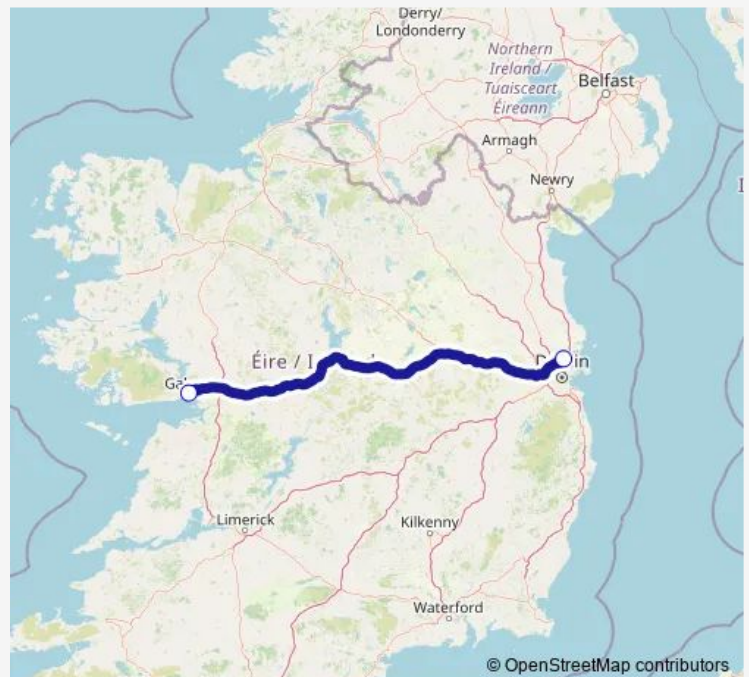 Derry/
Londonderry
Northern
Ireland /
Tuaisceart
Éireann
Belfast
Armagh
Newry
Éire / I
Limerick
Kilkenny
Waterford
© OpenStreetMap contributors